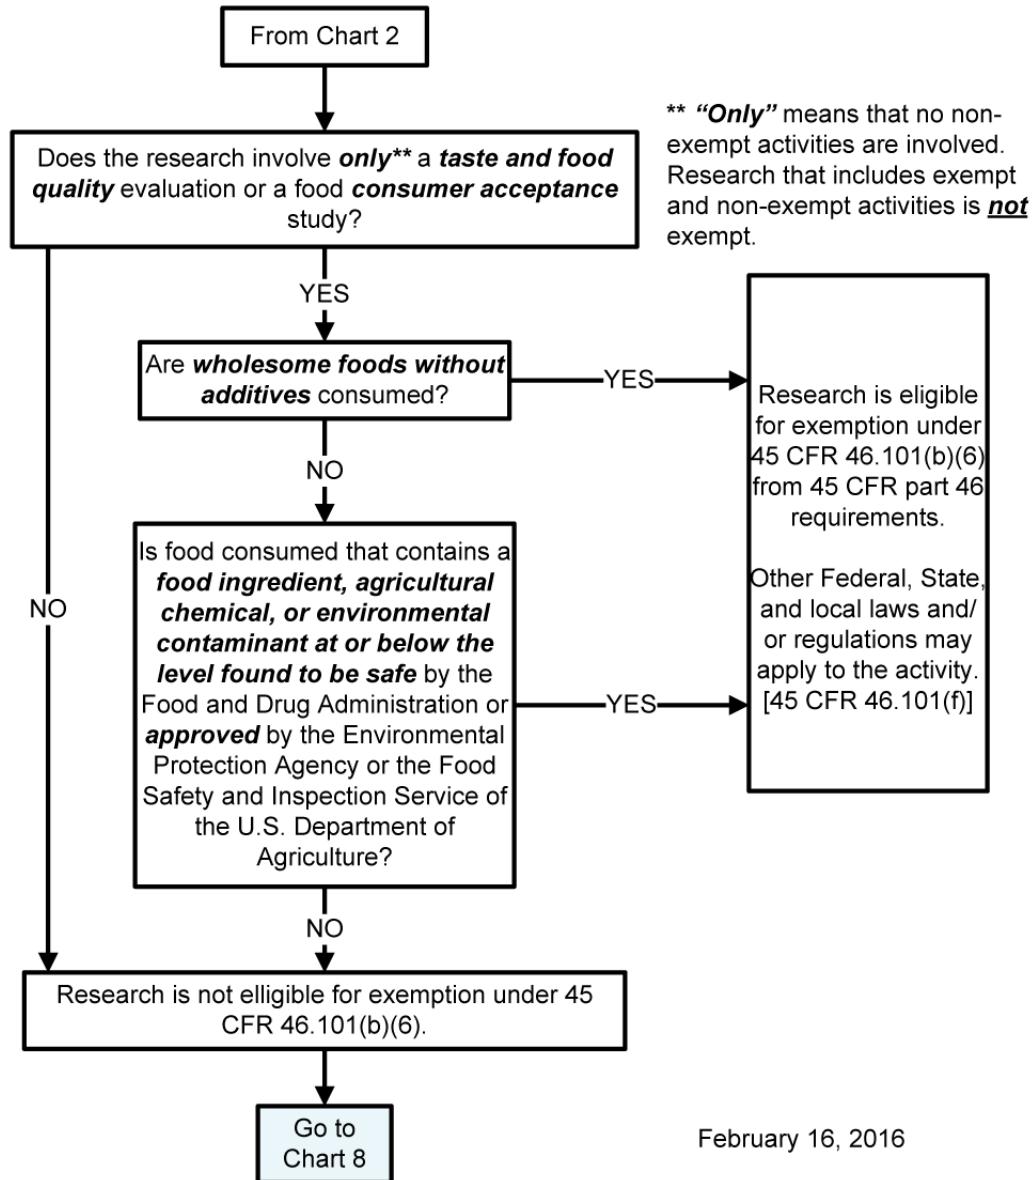 From Chart 2
** “Only” means that no non-
exempt activities are involved.
Research that includes exempt
and non-exempt activities is not
exempt.
Does the research involve only** a taste and food
quality evaluation or a food consumer acceptance
study?
YES
NO
Are wholesome foods without
additives consumed?
YES
NO
Is food consumed that contains a
food ingredient, agricultural
chemical, or environmental
contaminant at or below the
level found to be safe by the
Food and Drug Administration or
approved by the Environmental
Protection Agency or the Food
Safety and Inspection Service of
the U.S. Department of
Agriculture?
YES
NO
Research is eligible
for exemption under
45 CFR 46.101(b)(6)
from 45 CFR part 46
requirements.
Other Federal, State,
and local laws and/
or regulations may
apply to the activity.
[45 CFR 46.101(f)]
Research is not elligible for exemption under 45
CFR 46.101(b)(6).
Go to
Chart 8
February 16, 2016